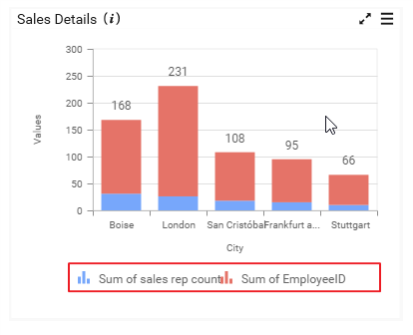 Sales Details (i)
300
250
200
150
100
50
0
Values
168
231
108
95
66
Boise
London
San Cristóbal
Frankfurt a...
Stuttgart
City
Sum of sales rep count
Sum of EmployeeID